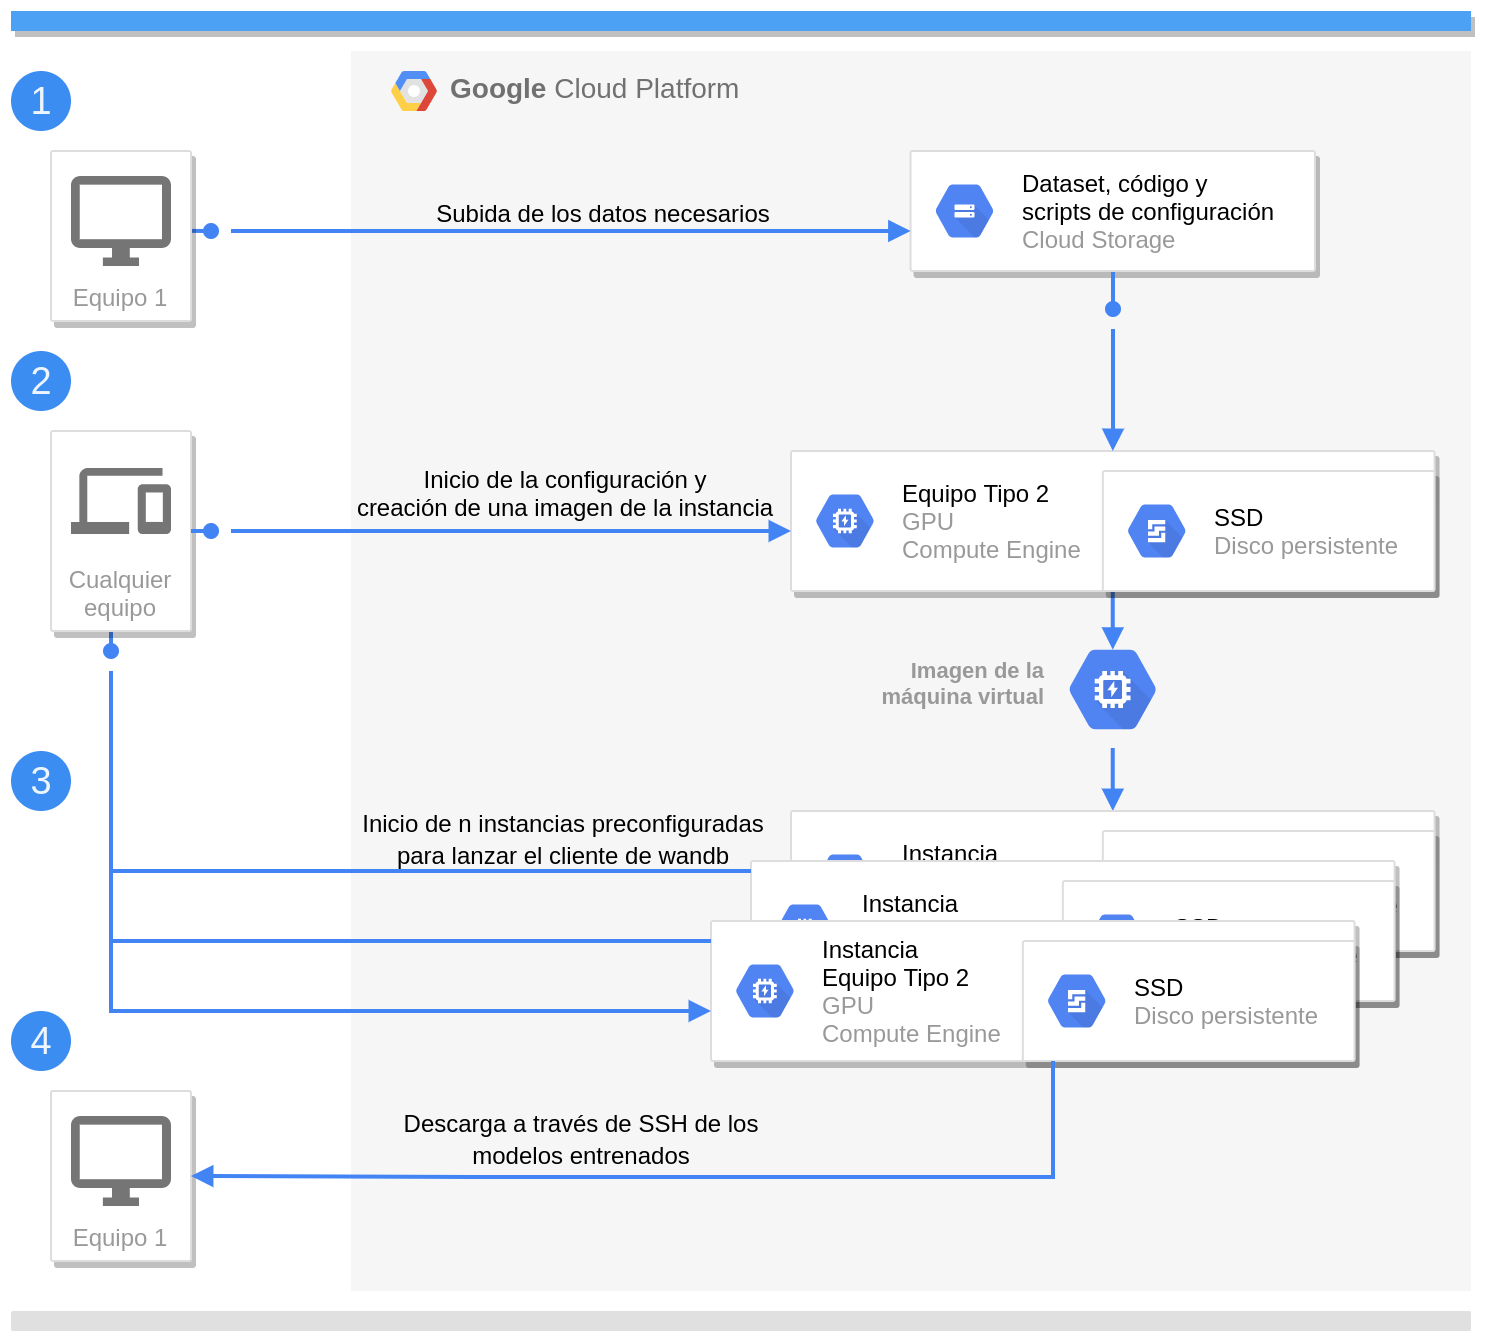 Google Cloud Platform
1
Equipo 1
Subida de los datos necesarios
Dataset, código y
scripts de configuración
Cloud Storage
2
Cualquier
equipo
Inicio de la configuración y
creación de una imagen de la instancia
Equipo Tipo 2
GPU
Compute Engine
SSD
Disco persistente
Imagen de la
máquina virtual
3
Inicio de n instancias preconfiguradas
para lanzar el cliente de wandb
Instancia
Instancia
SSD
Instancia
Equipo Tipo 2
GPU
Compute Engine
SSD
Disco persistente
4
Equipo 1
Descarga a través de SSH de los
modelos entrenados